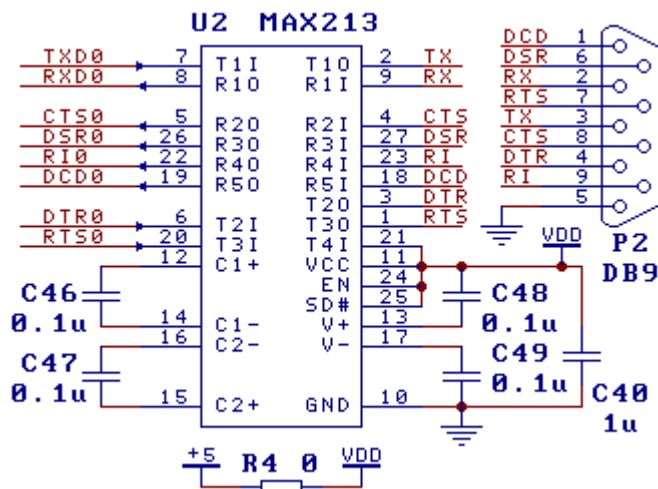 U2 MAX213
DCD 1
TXD0 7 T1I T1O 2 TX
DSR 6
RXD0 8 R1O R1I 9 RX
RX 2
RTS 7
CTS0 5 R2O R2I 4 CTS
TX 3
DSR0 26 R3O R3I 27 DSR
CTS 8
RI0 22 R4O R4I 23 RI
DTR 4
DCD0 19 R5O R5I 18 DCD
RI 9
T2O 3 DTR
5
DTR0 6 T2I T3O 1 RTS
RTS0 20 T3I T4I 21
VDD
P2
12 C1+ VCC 11
DB9
EN 24
C46
0.1u
SD# 25
C48
0.1u
14 C1- V+ 13
16 C2- V- 17
C47
0.1u
C49
0.1u
15 C2+ GND 10
C40
1u
+5 R4 0 VDD